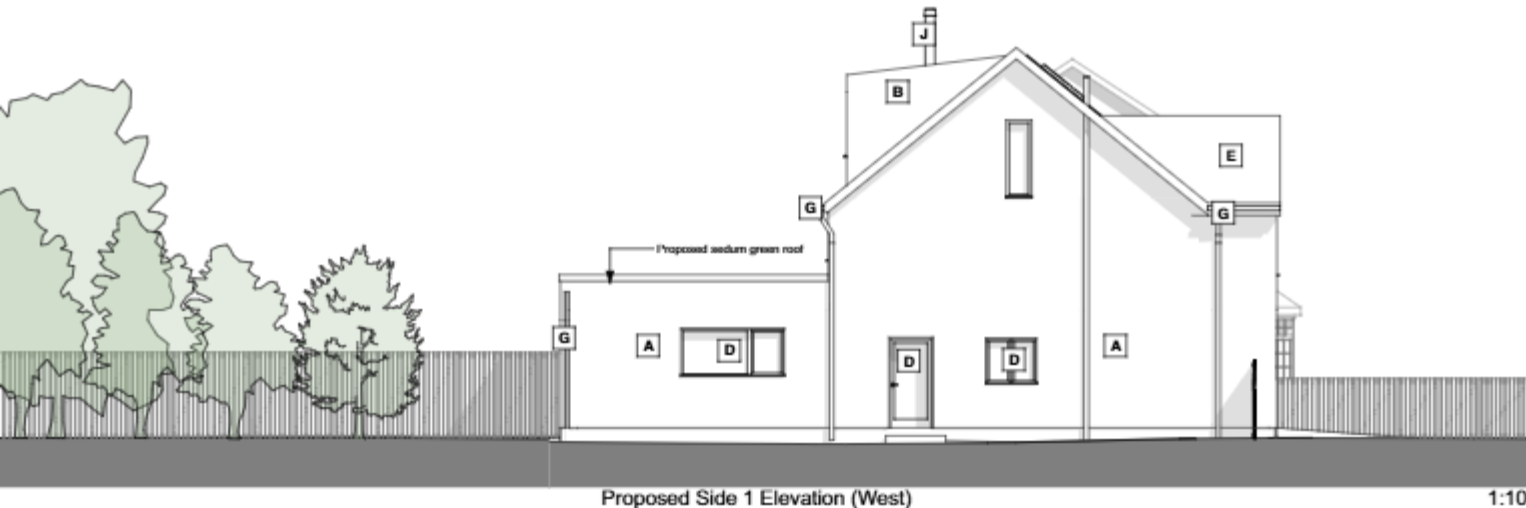 J
B
E
G
G
Proposed sedum green roof
G
A
D
D
D
A
Proposed Side 1 Elevation (West)
1:10